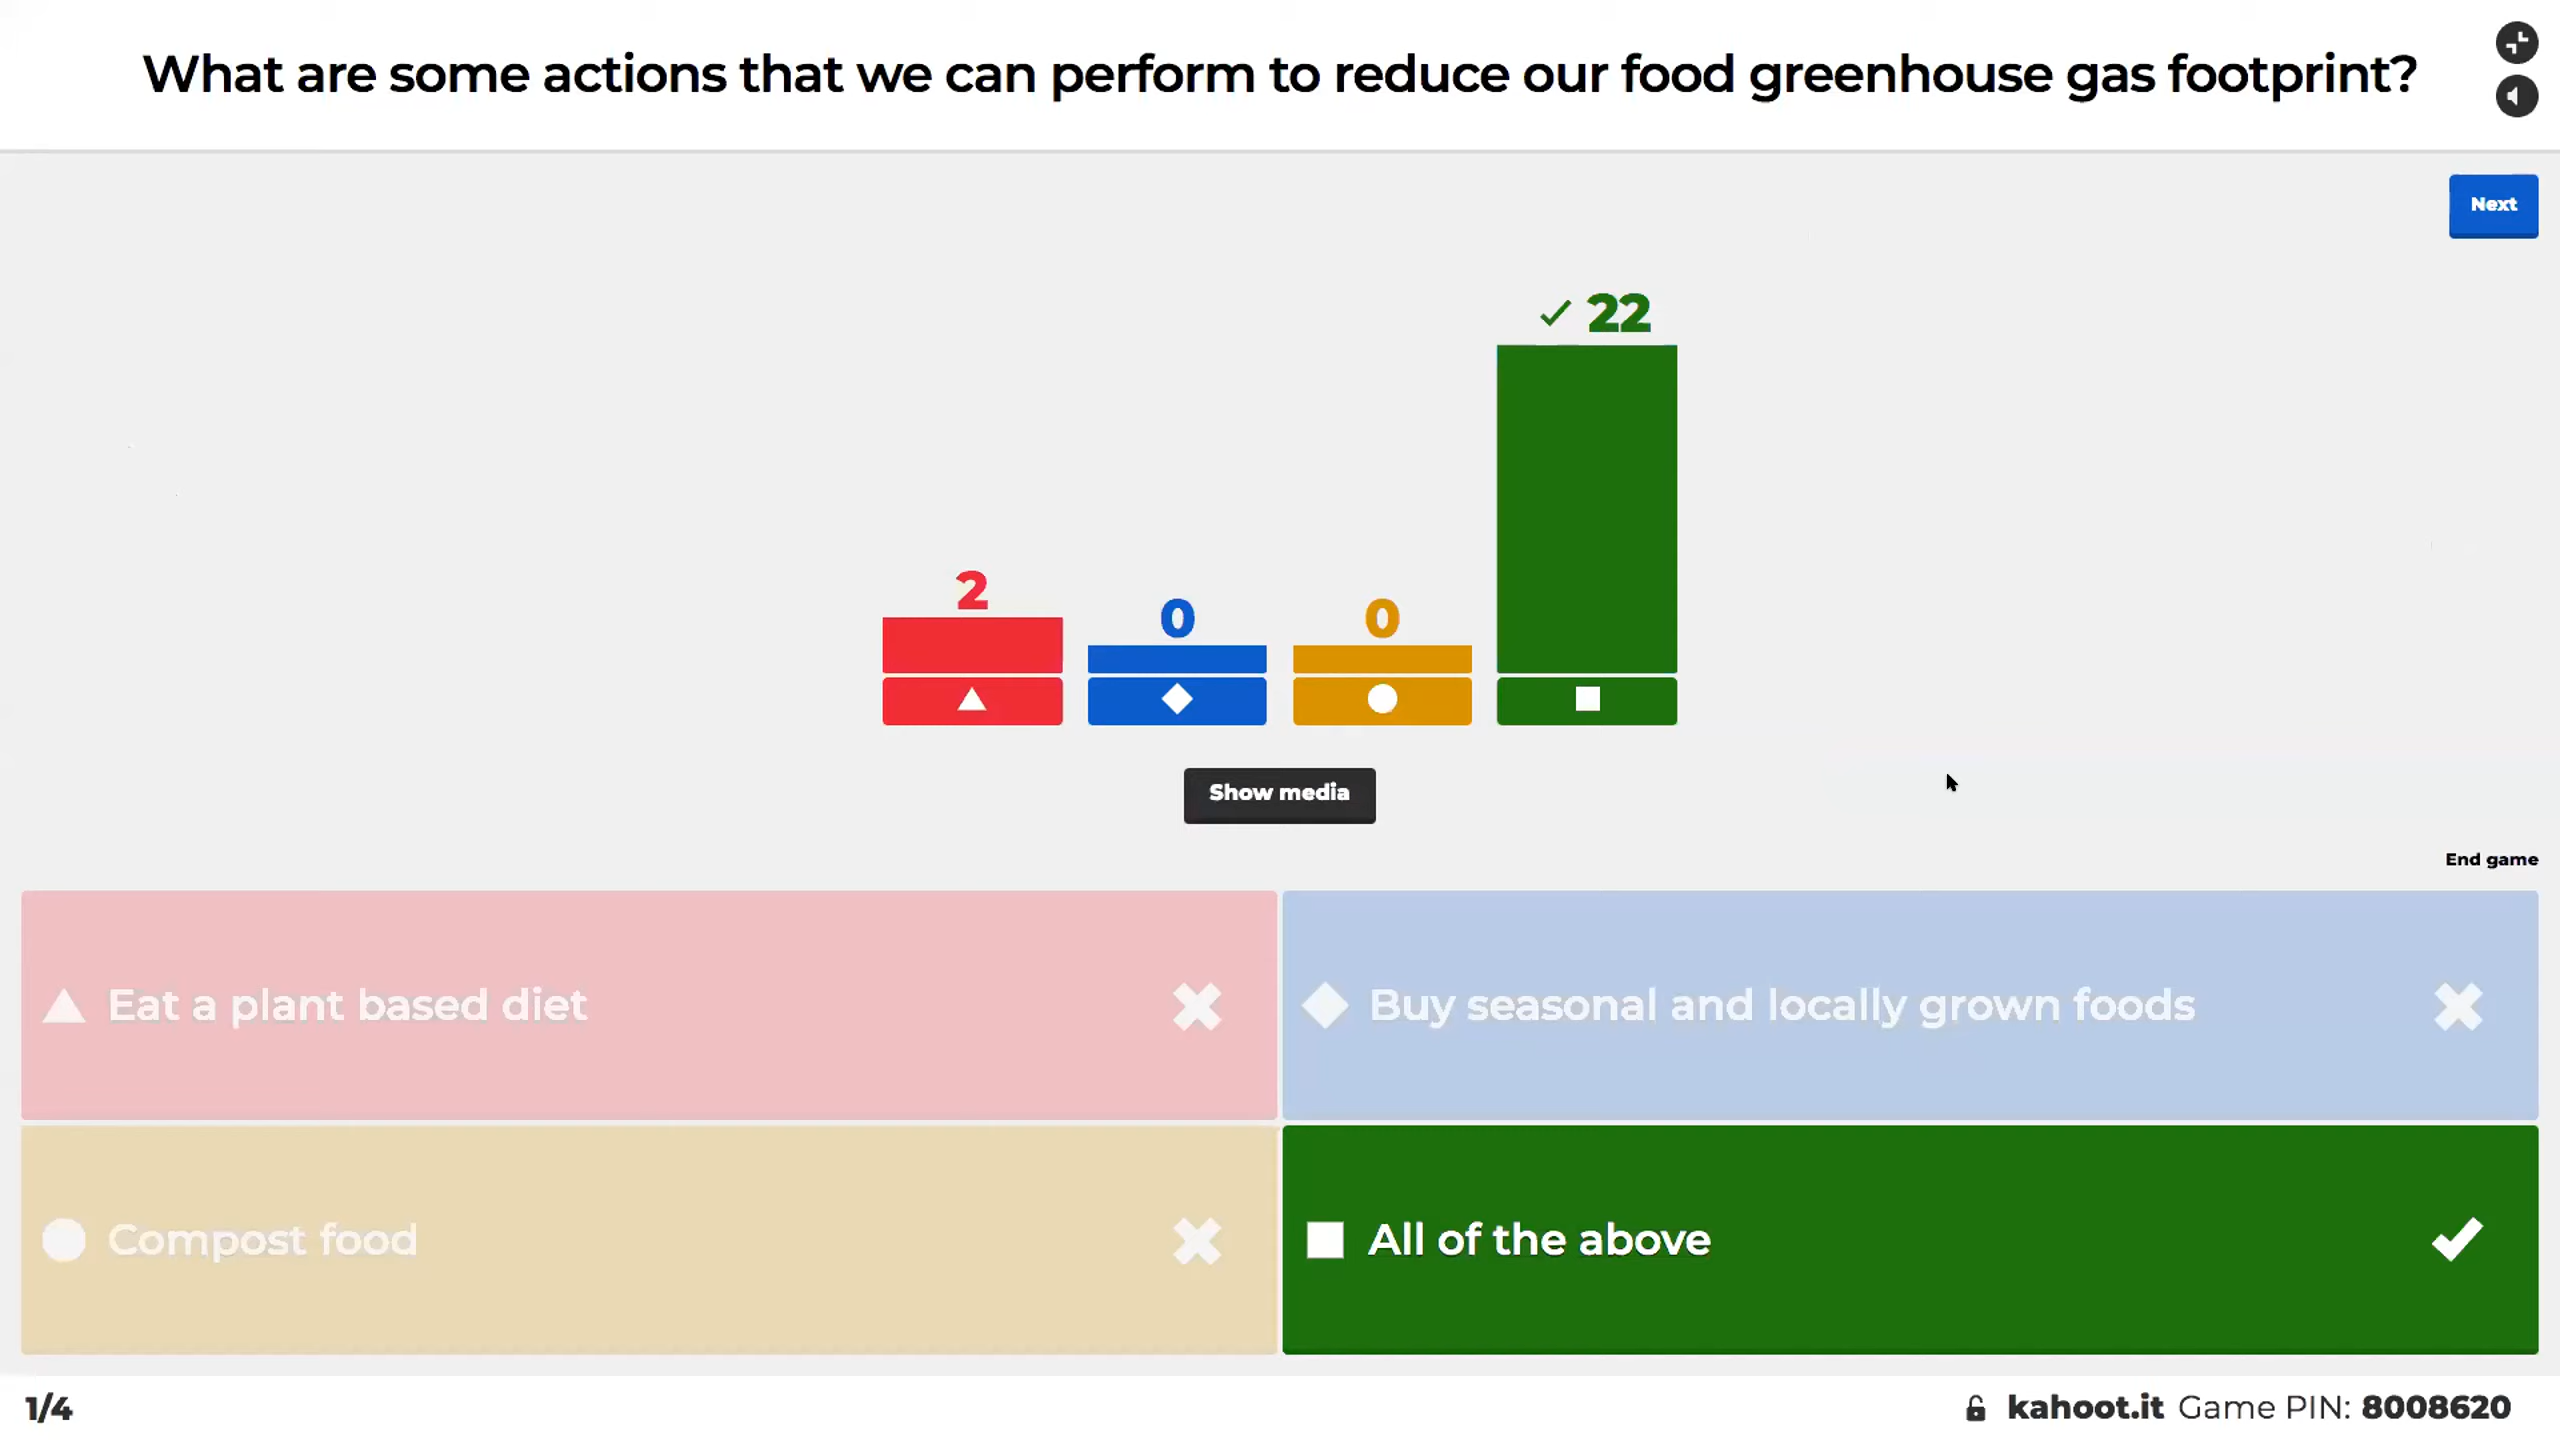 What are some actions that we can perform to reduce our food greenhouse gas footprint?
Next
22
2
0
0
Show media
End game
Eat a plant based diet
Buy seasonal and locally grown foods
Compost food
All of the above
1/4
kahoot.it Game PIN: 8008620